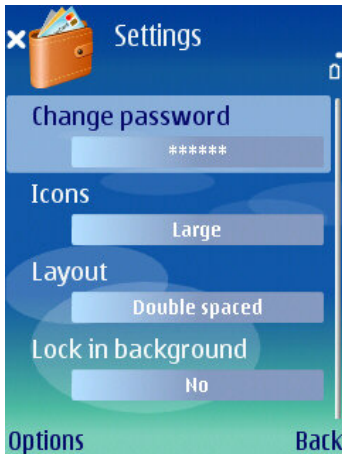 Settings
Change password
******
Icons
Large
Layout
Double spaced
Lock in background
No
Options Back